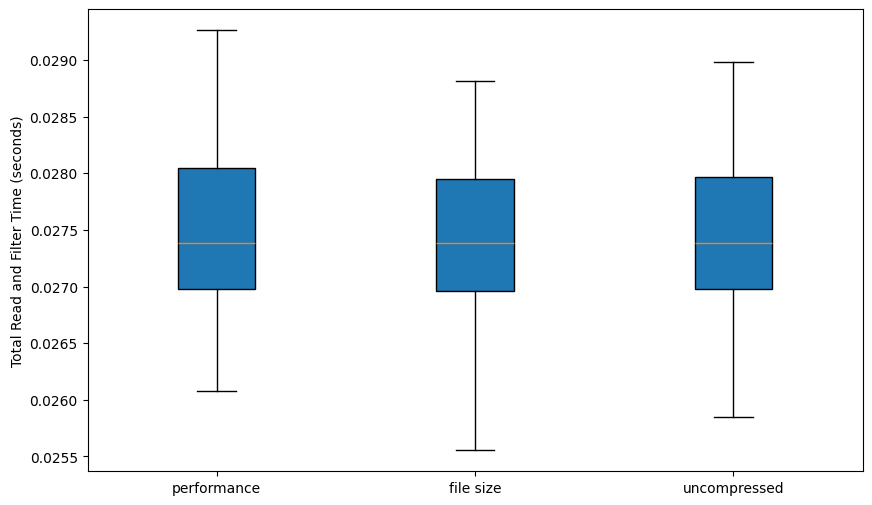 Total Read and Filter Time (seconds)
0.0290
0.0285
0.0280
0.0275
0.0270
0.0265
0.0260
0.0255
performance
file size
uncompressed